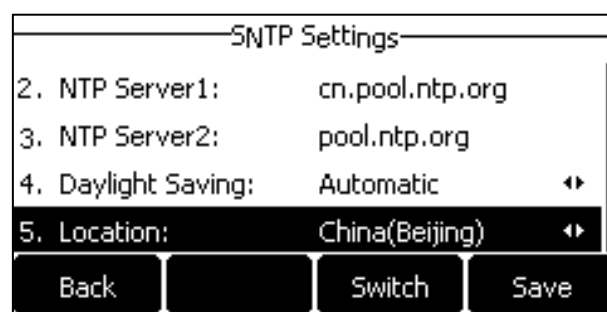 SNTP Settings
2. NTP Server1: cn.pool.ntp.org
3. NTP Server2: pool.ntp.org
4. Daylight Saving: Automatic
5. Location: China(Beijing)
Back Switch Save